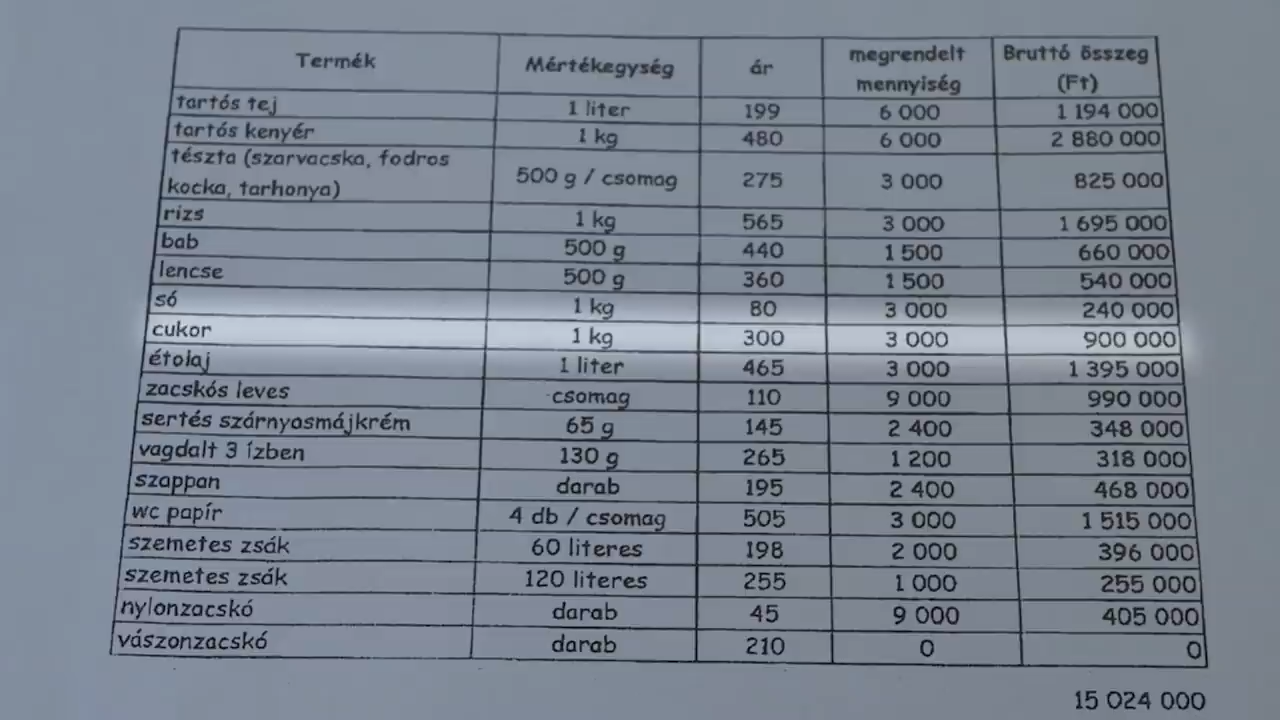 Termék Mértékegység ár megrendelt mennyiség Bruttó összeg (Ft)
tartós tej 1 liter 199 6 000 1 194 000
tartós kenyér 1 kg 480 6 000 2 880 000
tészta (szarvacska, fodros kocka, tarhonya) 500 g / csomag 275 3 000 825 000
rizs 1 kg 565 3 000 1 695 000
bab 500 g 440 1 500 660 000
lencse 500 g 360 1 500 540 000
só 1 kg 80 3 000 240 000
cukor 1 kg 300 3 000 900 000
étolaj 1 liter 465 3 000 1 395 000
zacskós leves csomag 110 9 000 990 000
sertés szárnyosmájkrém 65 g 145 2 400 348 000
vagdalt 3 ízben 130 g 265 1 200 318 000
szappan darab 195 2 400 468 000
wc papír 4 db / csomag 505 3 000 1 515 000
szemetes zsák 60 literes 198 2 000 396 000
szemetes zsák 120 literes 255 1 000 255 000
nylonzacskó darab 45 9 000 405 000
vászonzacskó darab 210 0 0
15 024 000